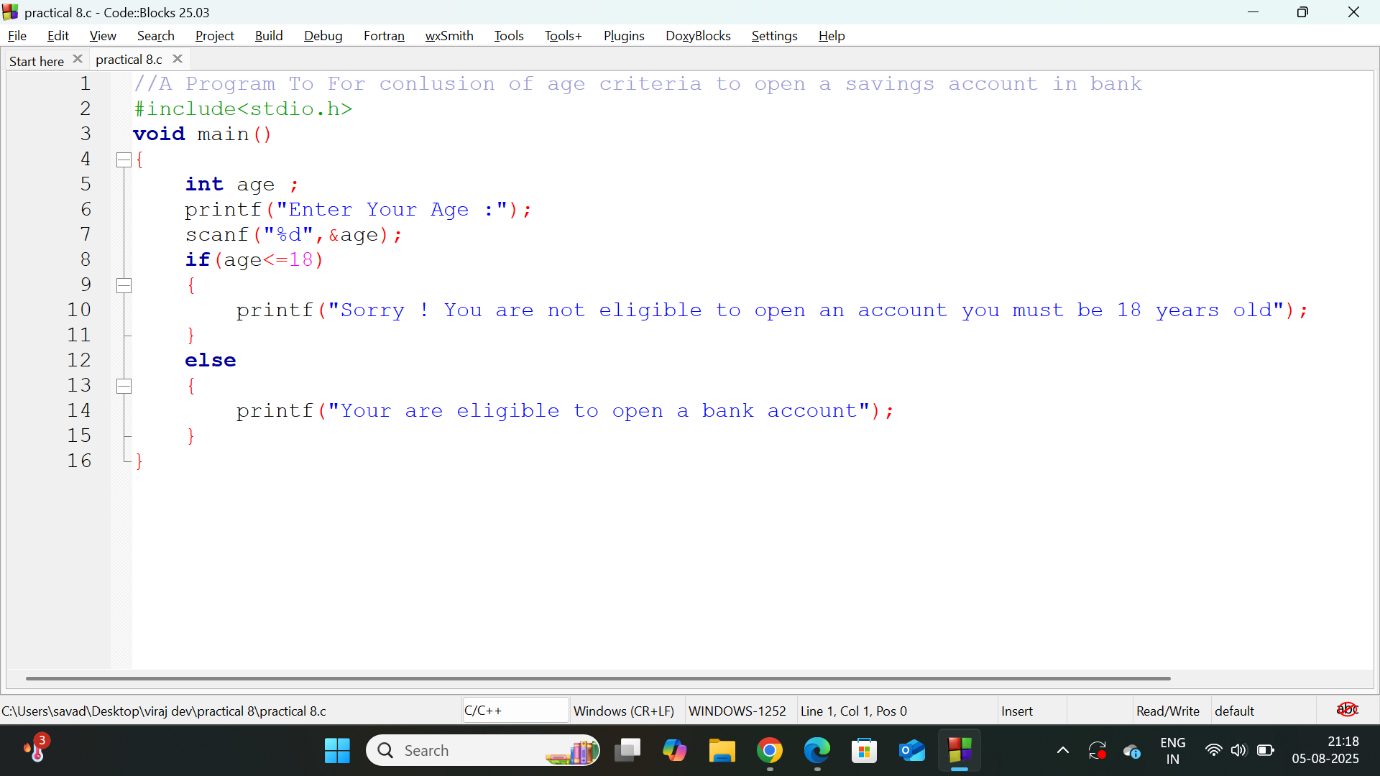 practical 8.c - Code::Blocks 25.03
File Edit View Search Project Build Debug Fortran wxSmith Tools Tools+ Plugins DoxyBlocks Settings Help
Start here practical 8.c
1 //A Program To For conlusion of age criteria to open a savings account in bank
2 #include<stdio.h>
3 void main()
4 {
5 int age ;
6 printf("Enter Your Age :");
7 scanf("%d",&age);
8 if(age<=18)
9 {
10 printf("Sorry ! You are not eligible to open an account you must be 18 years old");
11 }
12 else
13 {
14 printf("Your are eligible to open a bank account");
15 }
16 }
C:\Users\savad\Desktop\viraj dev\practical 8\practical 8.c C/C++ Windows (CR+LF) WINDOWS-1252 Line 1, Col 1, Pos 0 Insert Read/Write default abc
3 Search ENG 21:18
IN 05-08-2025